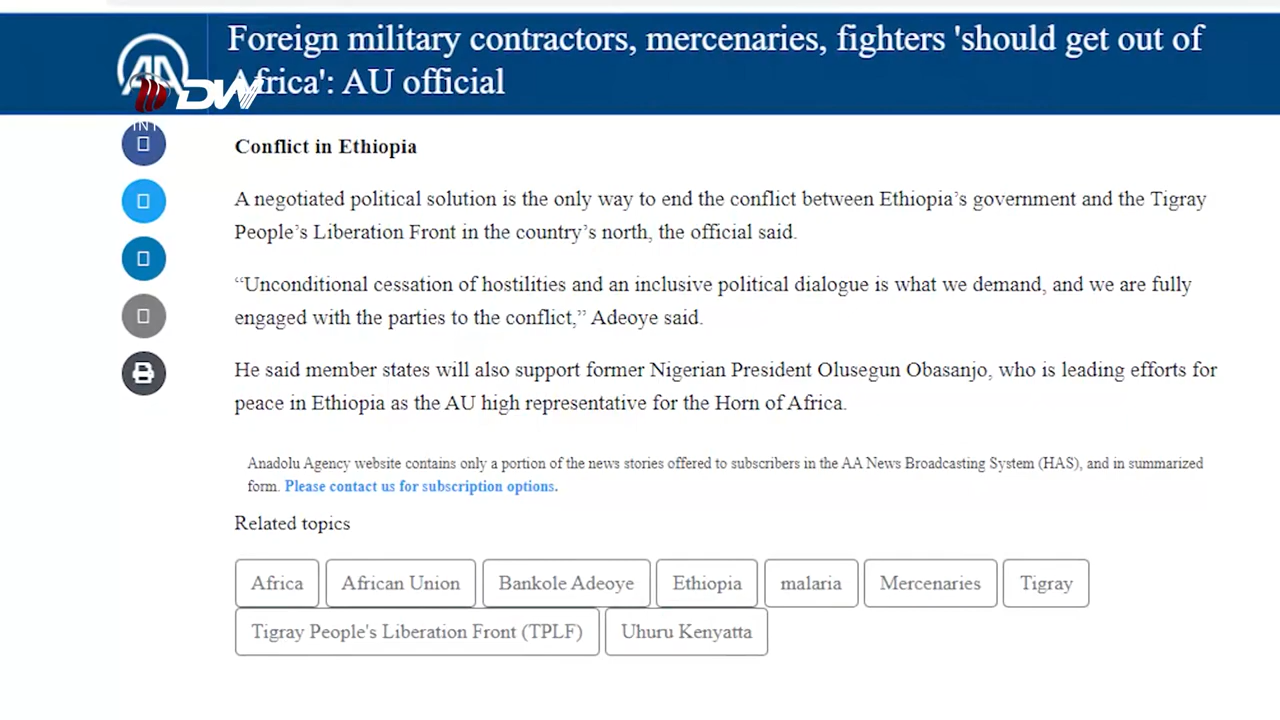 Foreign military contractors, mercenaries, fighters 'should get out of
Africa': AU official
AA
DW
INT
Conflict in Ethiopia
A negotiated political solution is the only way to end the conflict between Ethiopia’s government and the Tigray
People’s Liberation Front in the country’s north, the official said.
“Unconditional cessation of hostilities and an inclusive political dialogue is what we demand, and we are fully
engaged with the parties to the conflict,” Adeoye said.
He said member states will also support former Nigerian President Olusegun Obasanjo, who is leading efforts for
peace in Ethiopia as the AU high representative for the Horn of Africa.
Anadolu Agency website contains only a portion of the news stories offered to subscribers in the AA News Broadcasting System (HAS), and in summarized
form. Please contact us for subscription options.
Related topics
Africa African Union Bankole Adeoye Ethiopia malaria Mercenaries Tigray
Tigray People's Liberation Front (TPLF) Uhuru Kenyatta